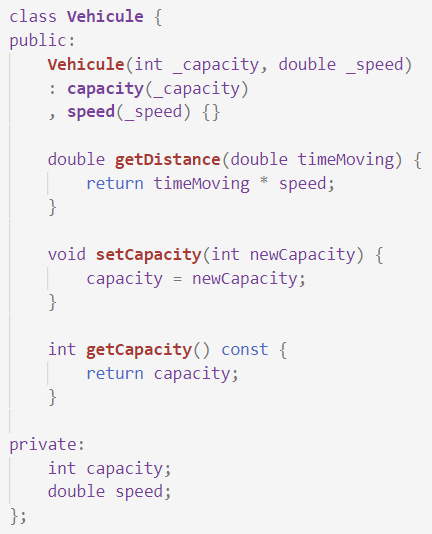 class Vehicule {
public:
Vehicule(int _capacity, double _speed)
: capacity(_capacity)
, speed(_speed) {}
double getDistance(double timeMoving) {
return timeMoving * speed;
}
void setCapacity(int newCapacity) {
capacity = newCapacity;
}
int getCapacity() const {
return capacity;
}
private:
int capacity;
double speed;
};